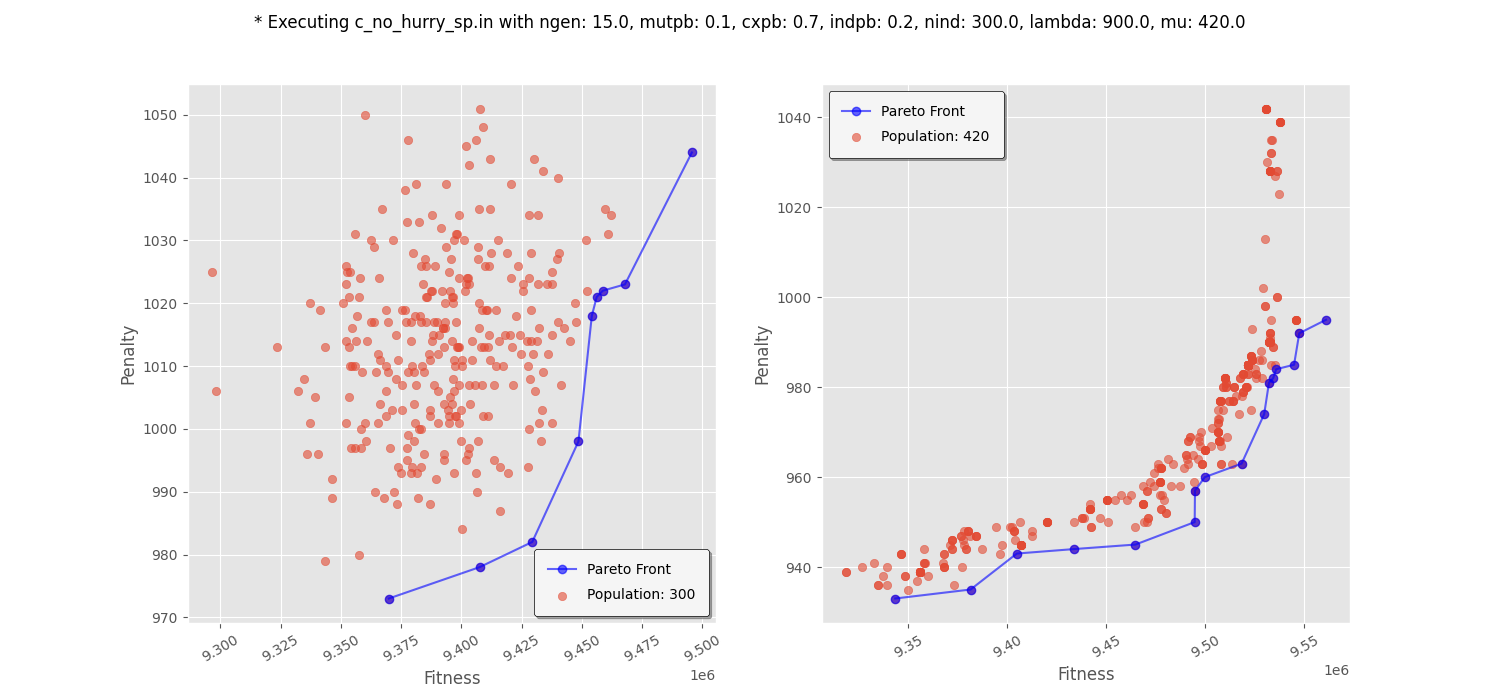 * Executing c_no_hurry_sp.in with ngen: 15.0, mutpb: 0.1, cxpb: 0.7, indpb: 0.2, nind: 300.0, lambda: 900.0, mu: 420.0
Penalty
1050
1040
1030
1020
1010
1000
990
980
970
Pareto Front
Population: 300
9.300
9.325
9.350
9.375
9.400
9.425
9.450
9.475
9.500
1e6
Fitness
Penalty
1040
1020
1000
980
960
940
Pareto Front
Population: 420
9.35
9.40
9.45
9.50
9.55
1e6
Fitness